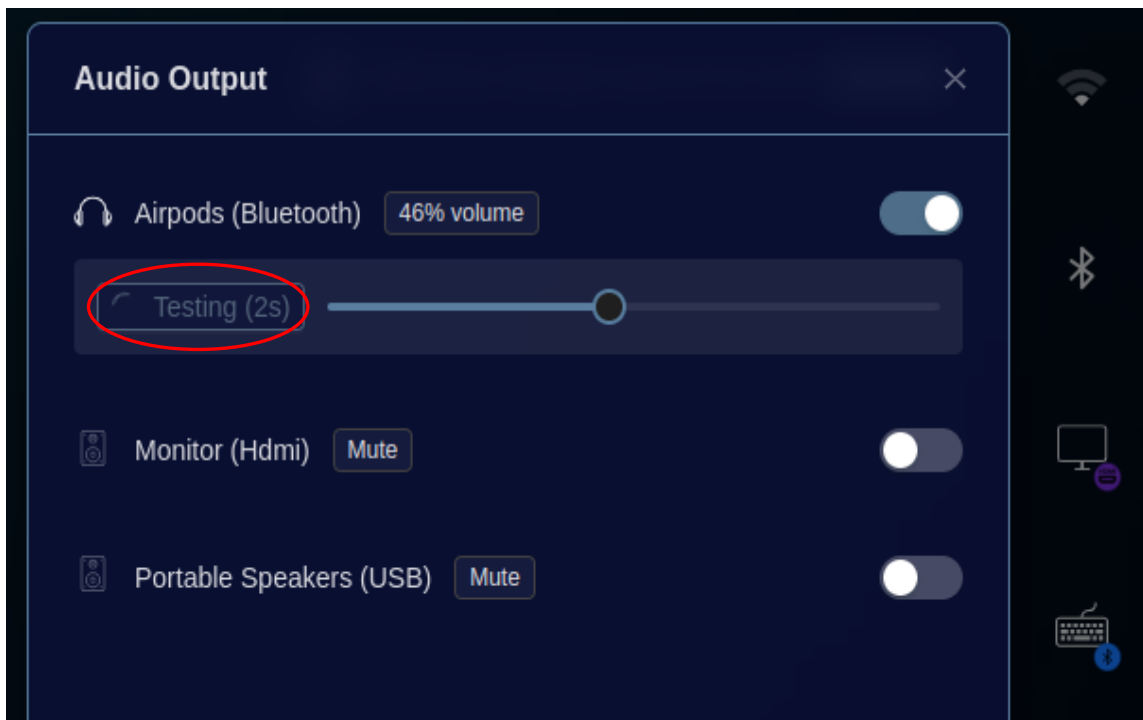 Audio Output
Airpods (Bluetooth) 46% volume
Testing (2s)
Monitor (Hdmi) Mute
Portable Speakers (USB) Mute